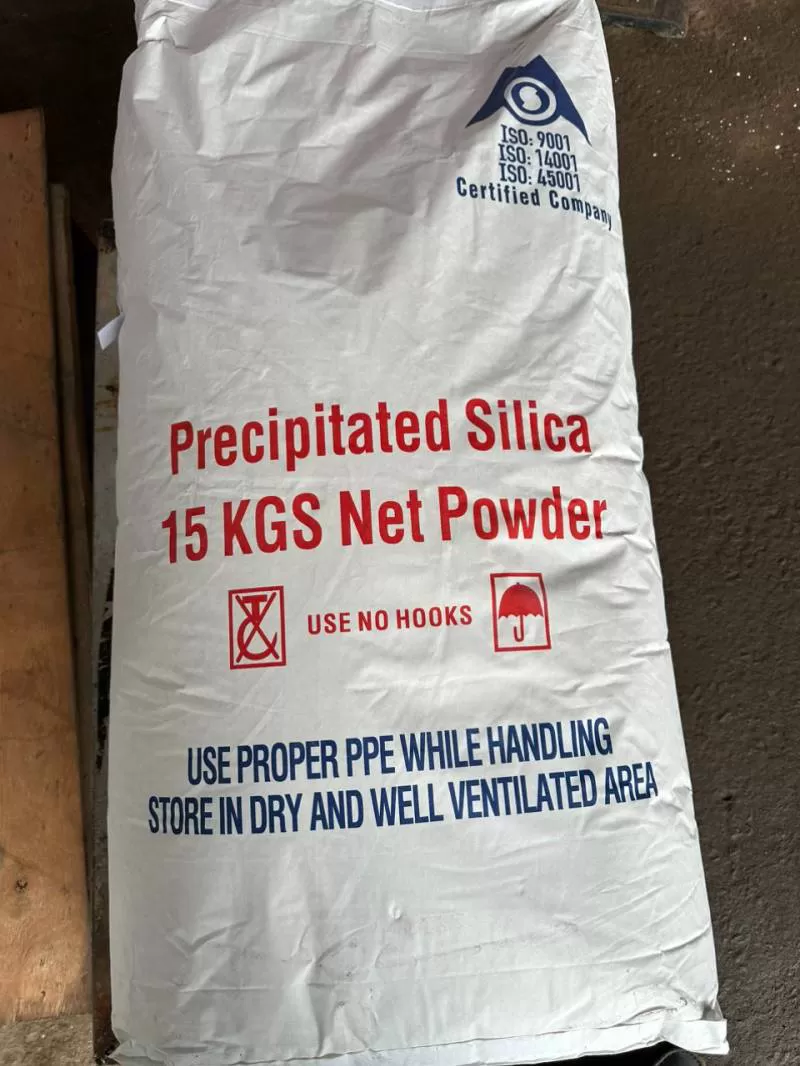 ISO: 9001
ISO: 14001
ISO: 45001
Certified Company
Precipitated Silica
15 KGS Net Powder
USE NO HOOKS
USE PROPER PPE WHILE HANDLING
STORE IN DRY AND WELL VENTILATED AREA